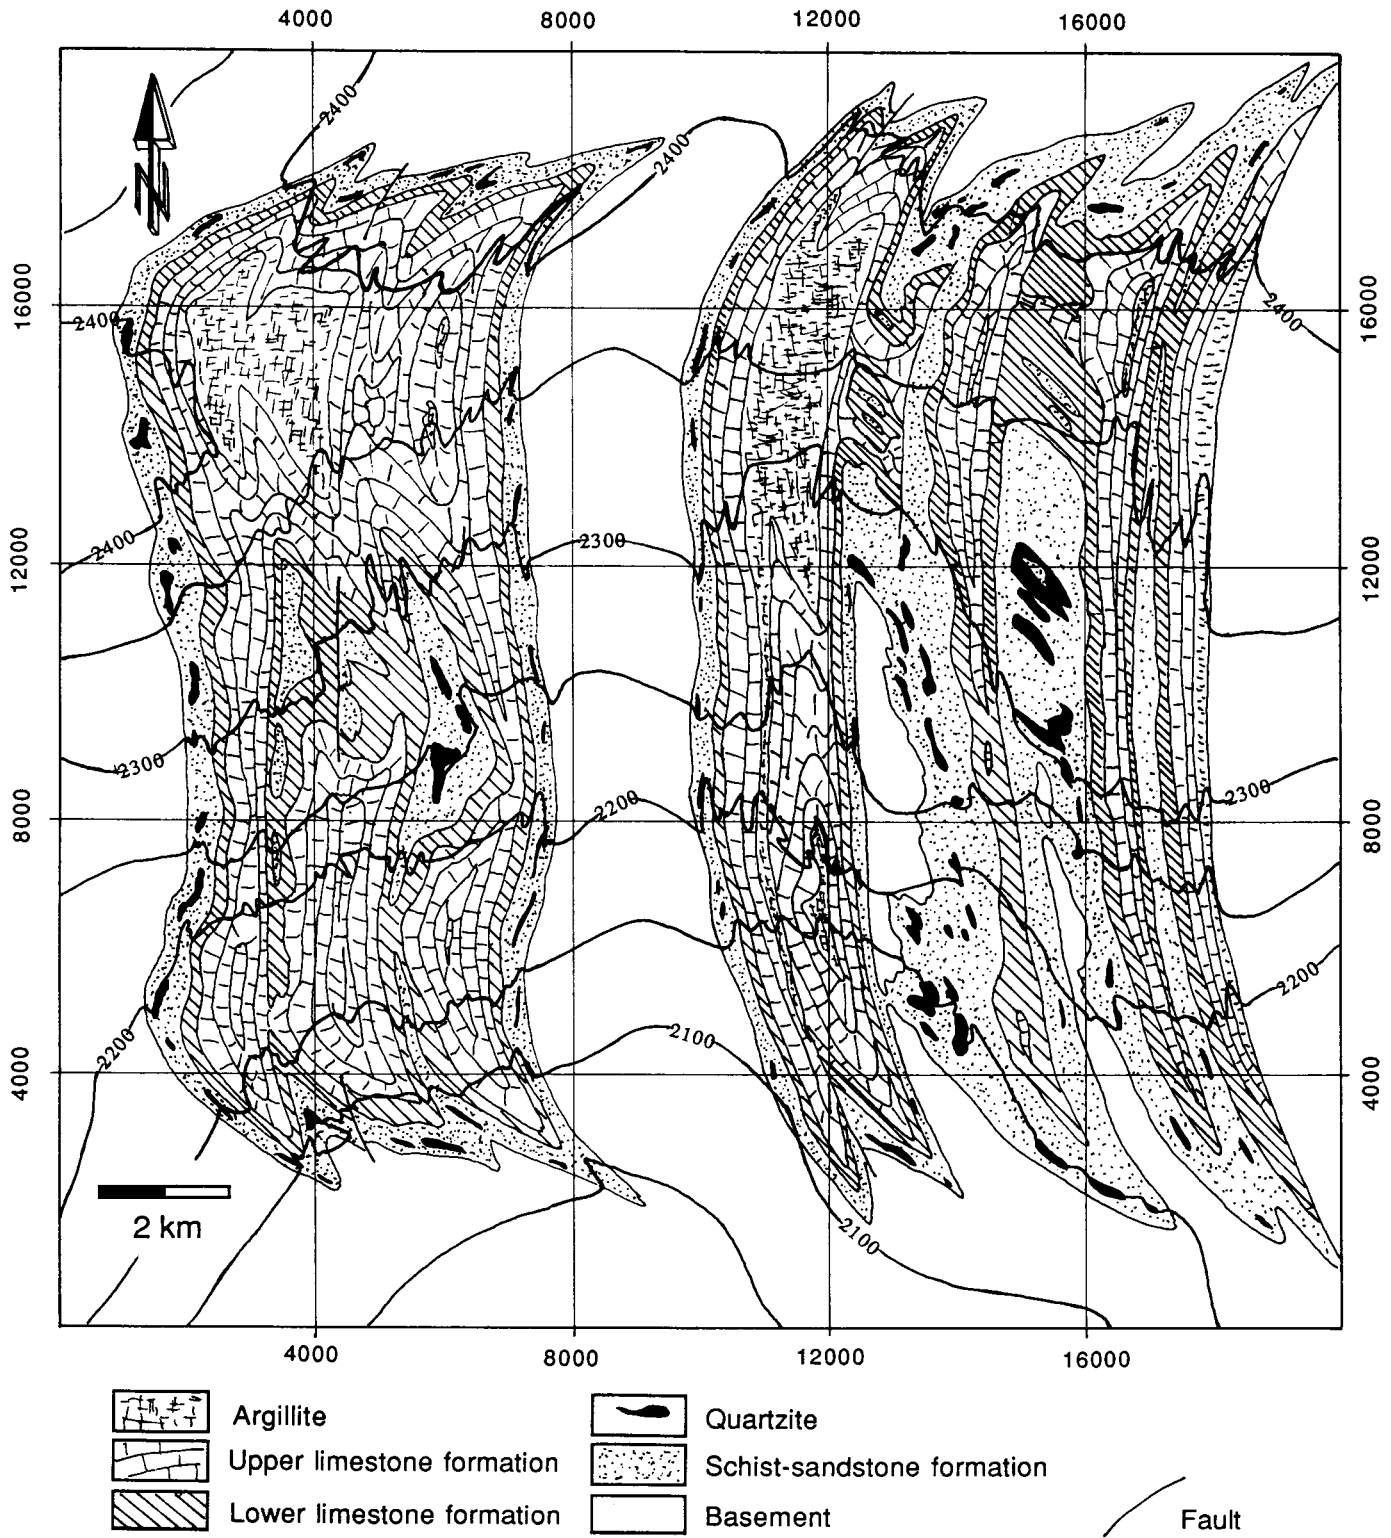 4000 8000 12000 16000
N
2400
2400
2400
2400
16000 16000
2400
2300
12000 12000
2300
2300
2200
8000 8000
2200
2200
2100
4000 4000
2100
2 km
4000 8000 12000 16000
Argillite
Quartzite
Upper limestone formation
Schist-sandstone formation
Lower limestone formation
Basement
Fault